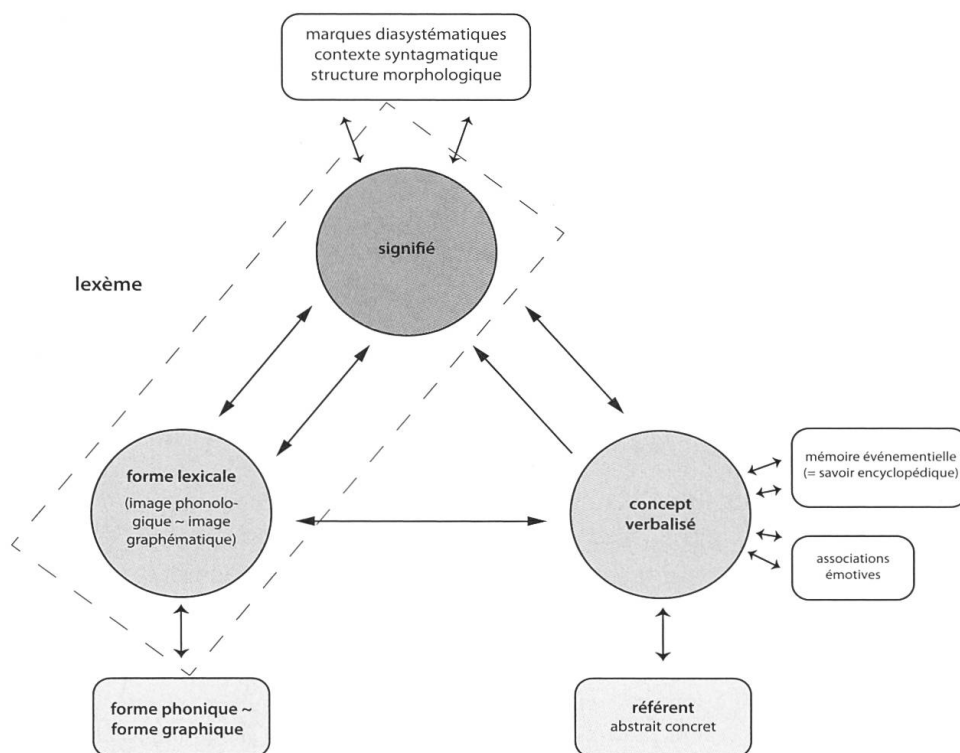 marques diasystématiques
contexte syntagmatique
structure morphologique
signifié
lexème
forme lexicale
(image phonolo-
gique ~ image
graphématique)
concept
verbalisé
mémoire événementielle
(= savoir encyclopédique)
associations
émotives
forme phonique ~
forme graphique
référent
abstrait concret